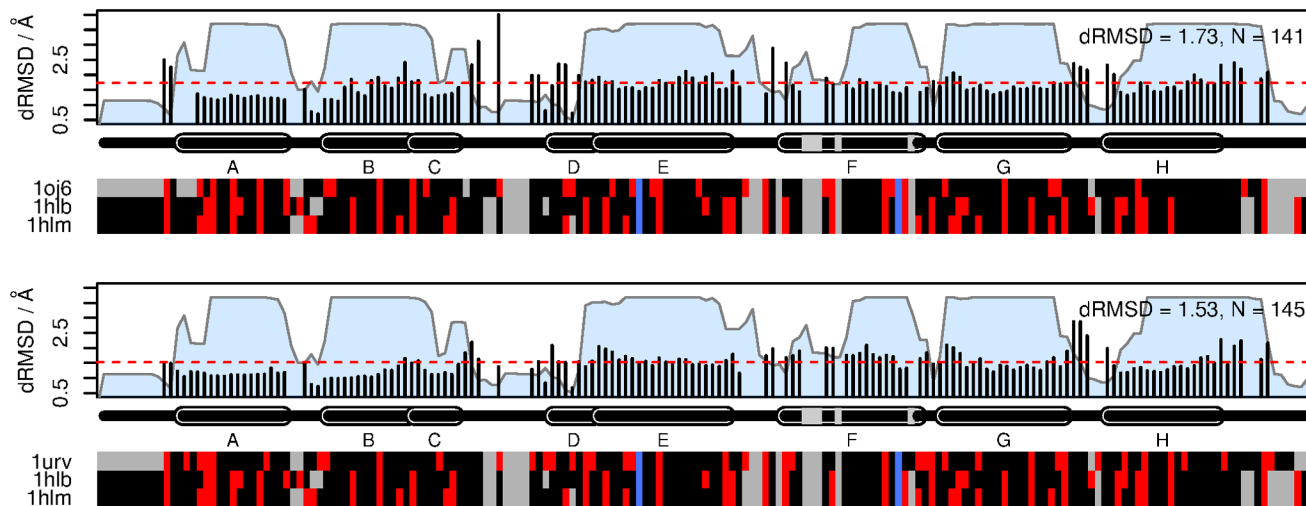 dRMSD / Å
0.5
2.5
dRMSD = 1.73, N = 141
A B C D E F G H
1oj6
1hlb
1hlm
dRMSD / Å
0.5
2.5
dRMSD = 1.53, N = 145
A B C D E F G H
1urv
1hlb
1hlm